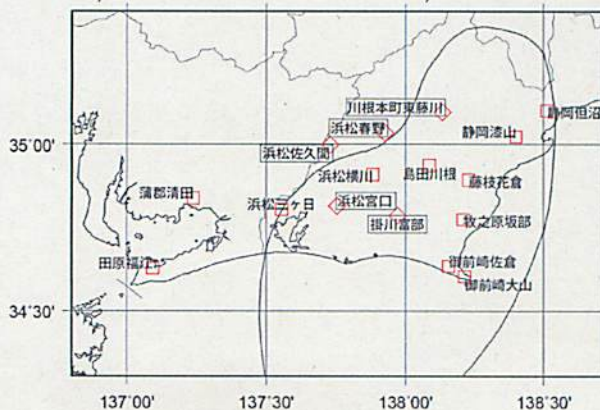 川根本町東藤川
静岡但沼
浜松春野
静岡漆山
35°00'
浜松佐久間
浜松横川
島田川根
藤枝花倉
蒲郡清田
浜松三ヶ日
浜松宮口
掛川富部
牧之原坂部
田原福江
御前崎佐倉
御前崎大山
34°30'
137°00'
137°30'
138°00'
138°30'